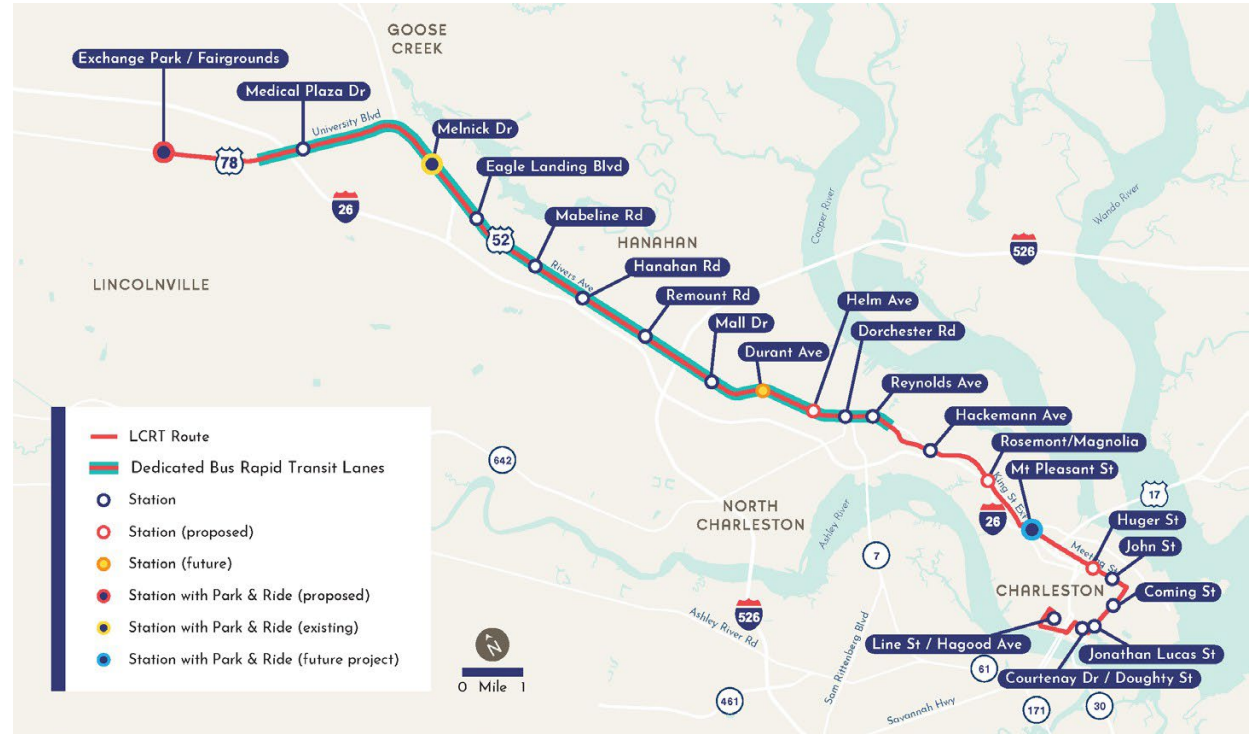 GOOSE
CREEK
Exchange Park / Fairgrounds
Medical Plaza Dr
University Blvd
Melnick Dr
78
Eagle Landing Blvd
26
Mabeline Rd
52
HANAHAN
Cooper River
Wando River
526
LINCOLNVILLE
Rivers Ave
Hanahan Rd
Remount Rd
Helm Ave
Mall Dr
Dorchester Rd
Durant Ave
Reynolds Ave
Hackemann Ave
Rosemont/Magnolia
Mt Pleasant St
LCRT Route
Dedicated Bus Rapid Transit Lanes
Station
Station (proposed)
Station (future)
Station with Park & Ride (proposed)
Station with Park & Ride (existing)
Station with Park & Ride (future project)
642
King St Ext
17
NORTH
CHARLESTON
Ashley River
26
Huger St
Meeting St
John St
7
CHARLESTON
Coming St
526
Ashley River Rd
Line St / Hagood Ave
Jonathan Lucas St
N
0 Mile 1
Sam Rittenberg Blvd
61
Courtenay Dr / Doughty St
461
Savannah Hwy
171
30